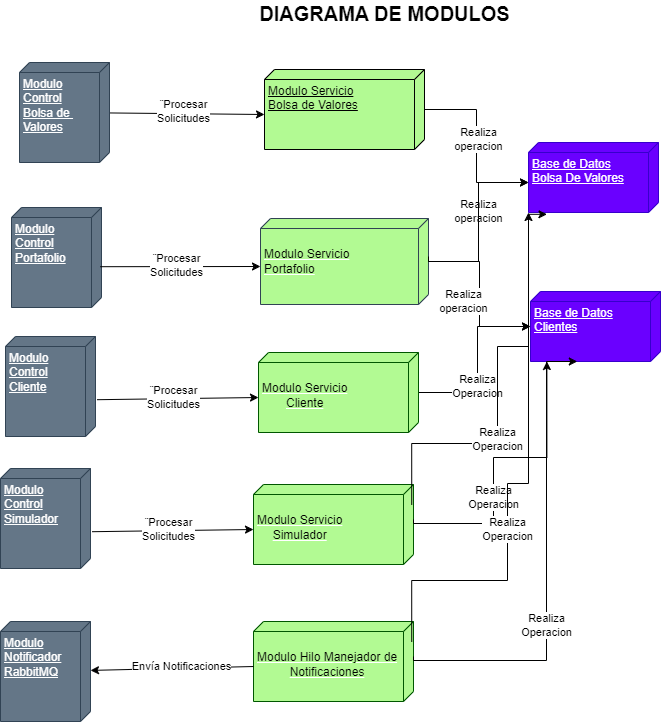 DIAGRAMA DE MODULOS
Modulo
Control
Bolsa de
Valores
¨Procesar
Solicitudes
Modulo Servicio
Bolsa de Valores
Realiza
operacion
Base de Datos
Bolsa De Valores
Modulo
Control
Portafolio
¨Procesar
Solicitudes
Modulo Servicio
Portafolio
Realiza
operacion
Realiza
operacion
Base de Datos
Clientes
Modulo
Control
Cliente
¨Procesar
Solicitudes
Modulo Servicio
Cliente
Realiza
Operacion
Realiza
Operacion
Modulo
Control
Simulador
¨Procesar
Solicitudes
Modulo Servicio
Simulador
Realiza
Operacion
Realiza
Operacion
Modulo
Notificador
RabbitMQ
Envía Notificaciones
Modulo Hilo Manejador de
Notificaciones
Realiza
Operacion